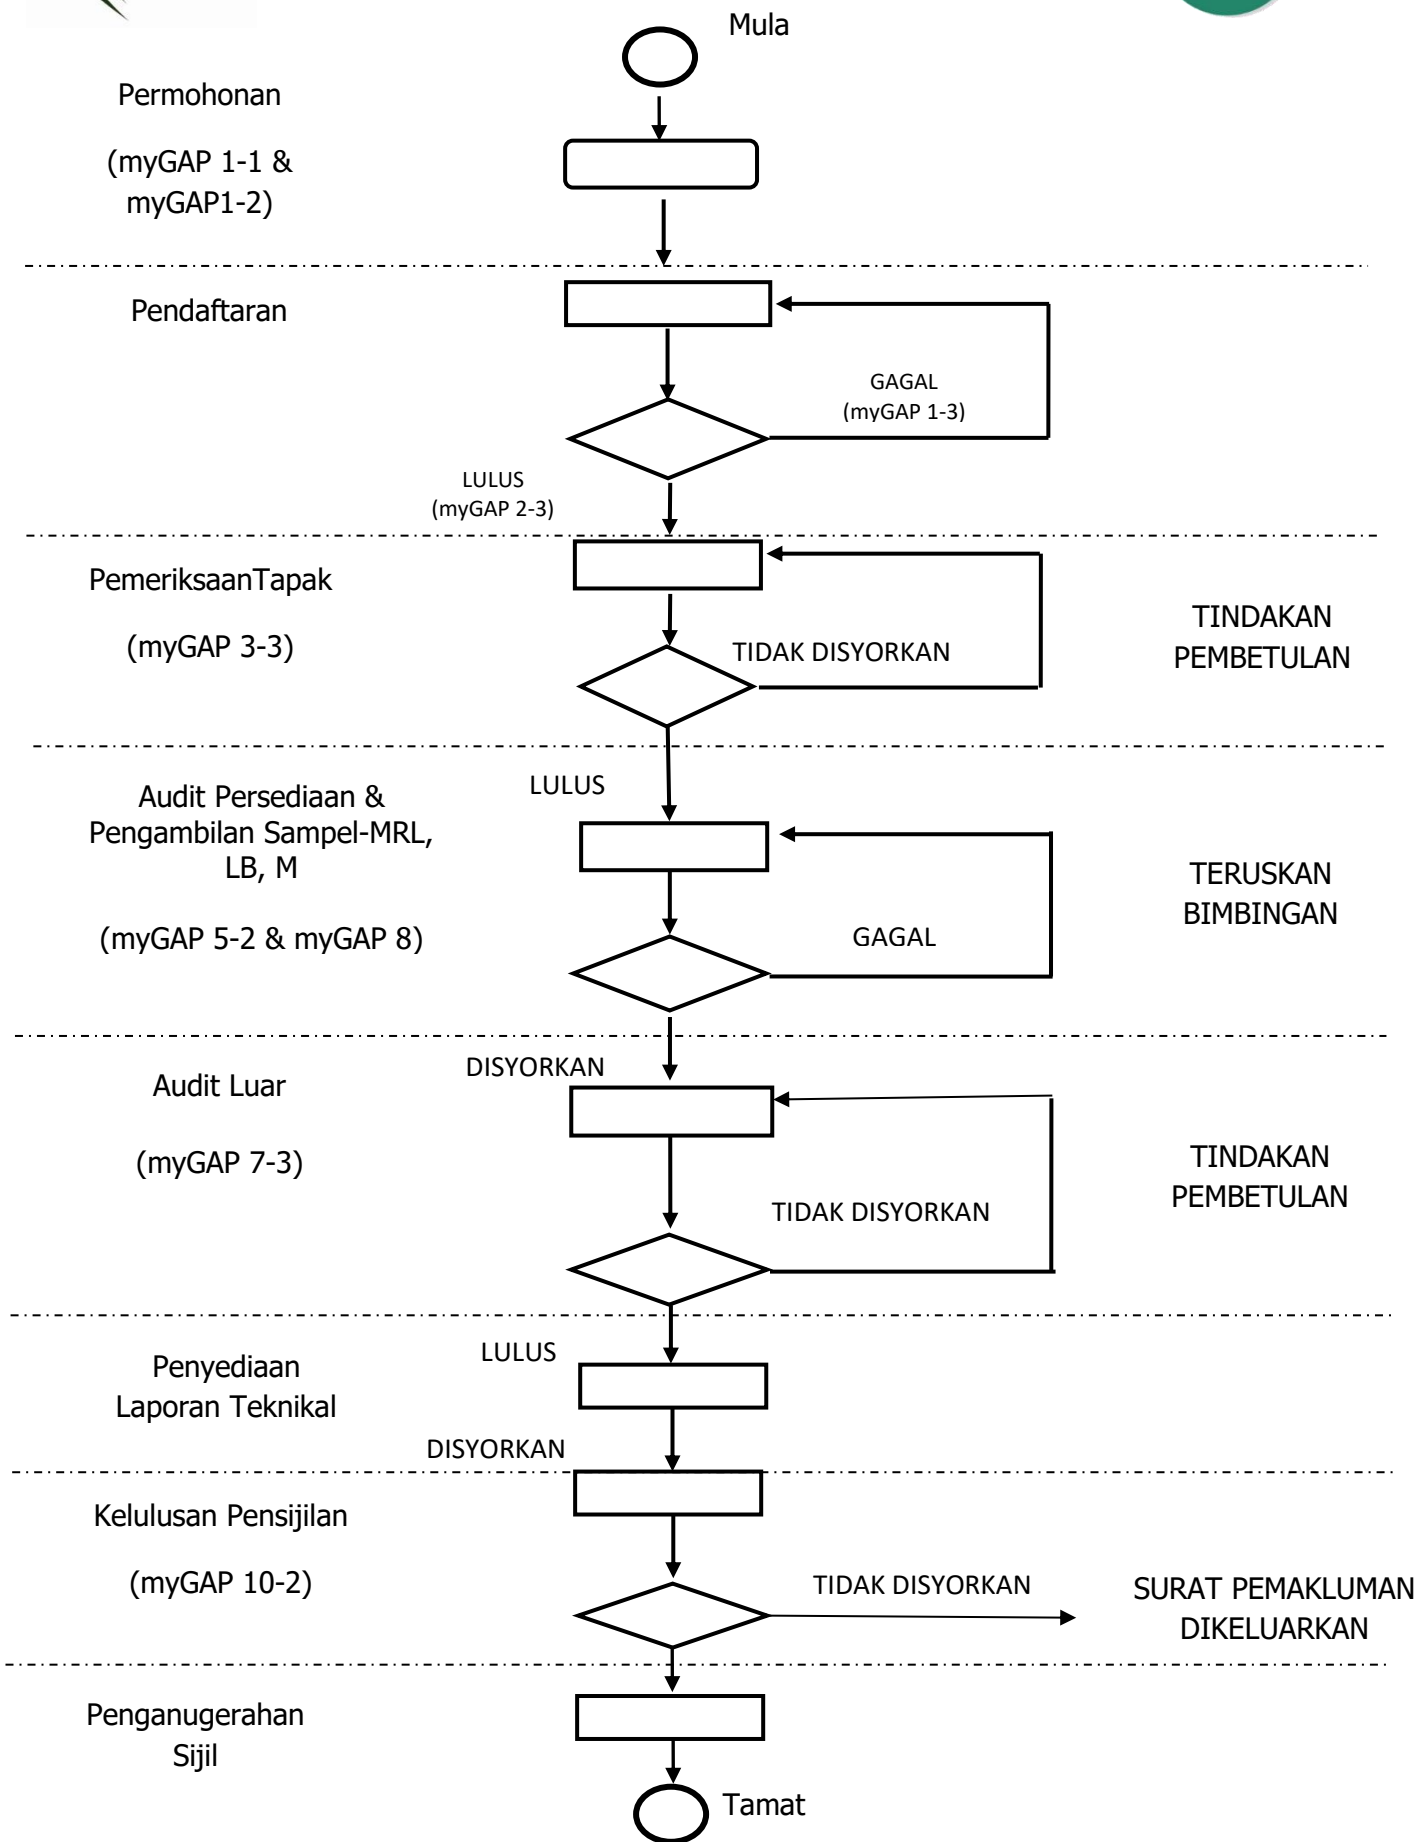 Mula
Permohonan
(myGAP 1-1 &
myGAP1-2)
Pendaftaran
GAGAL
(myGAP 1-3)
LULUS
(myGAP 2-3)
PemeriksaanTapak
(myGAP 3-3)
TIDAK DISYORKAN
TINDAKAN
PEMBETULAN
LULUS
Audit Persediaan &
Pengambilan Sampel-MRL,
LB, M
(myGAP 5-2 & myGAP 8)
GAGAL
TERUSKAN
BIMBINGAN
DISYORKAN
Audit Luar
(myGAP 7-3)
TIDAK DISYORKAN
TINDAKAN
PEMBETULAN
LULUS
Penyediaan
Laporan Teknikal
DISYORKAN
Kelulusan Pensijilan
(myGAP 10-2)
TIDAK DISYORKAN
SURAT PEMAKLUMAN
DIKELUARKAN
Penganugerahan
Sijil
Tamat